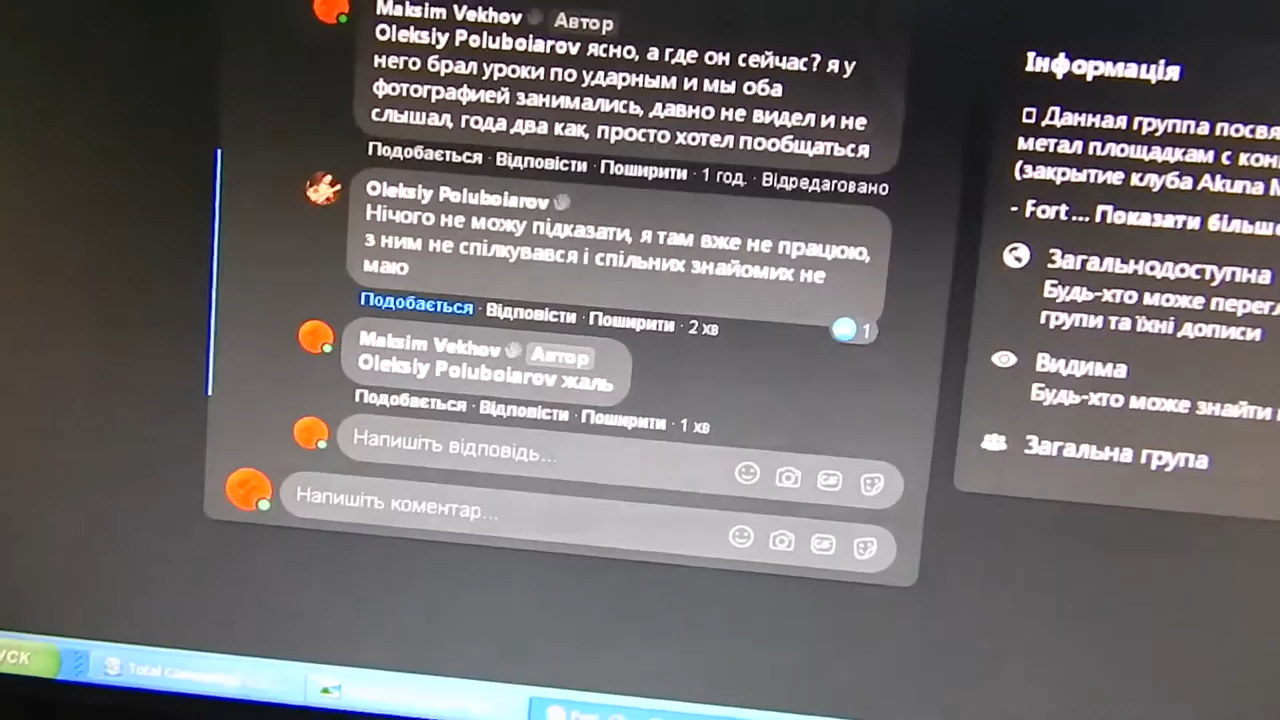 Maksim Vekhov Автор
Oleksiy Poluboiarov ясно, а где он сейчас? я у
него брал уроки по ударным и мы оба
фотографией занимались, давно не видел и не
слышал, года два как, просто хотел пообщаться
Подобається · Відповісти · Поширити · 1 год. · Відредаговано
Oleksiy Poluboiarov
Нічого не можу підказати, я там вже не працюю,
з ним не спілкувався і спільних знайомих не
маю
Подобається · Відповісти · Поширити · 2 хв
1
Maksim Vekhov Автор
Oleksiy Poluboiarov жаль
Подобається · Відповісти · Поширити · 1 хв
Напишіть відповідь...
GIF
Напишіть коментар...
GIF
Інформація
Данная группа посвя
метал площадкам с кон
(закрытие клуба Akuna M
- Fort... Показати більше
Загальнодоступна
Будь-хто може перегл
групи та їхні дописи
Видима
Будь-хто може знайти
Загальна група
уск
Total